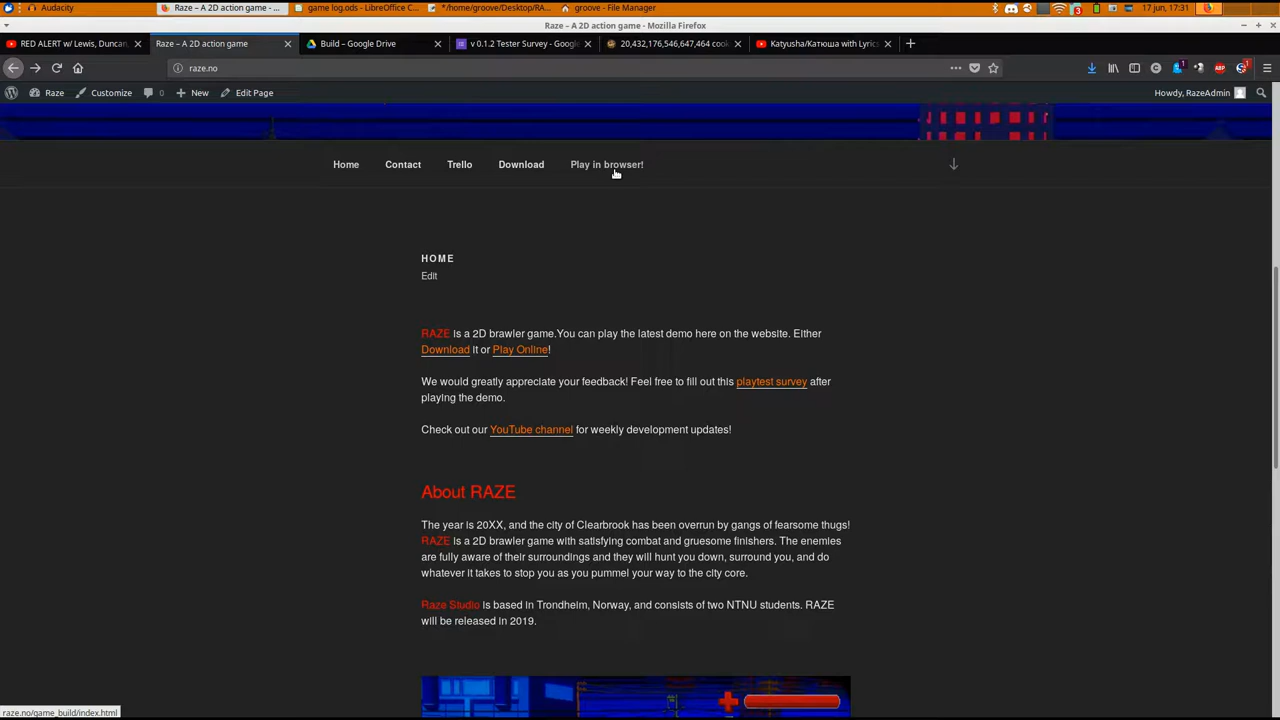 Audacity
Raze – A 2D action game - ...
game log.ods - LibreOffice C...
*/home/groove/Desktop/RA...
groove - File Manager
3
17 jun, 17:31
Raze – A 2D action game - Mozilla Firefox
RED ALERT w/ Lewis, Duncan,
Raze – A 2D action game
Build – Google Drive
v 0.1.2 Tester Survey - Google
20,432,176,546,647,464 cook
Katyusha/Катюша with Lyrics
raze.no
1
ABP
1
Raze
Customize
0
New
Edit Page
Howdy, RazeAdmin
Home
Contact
Trello
Download
Play in browser!
HOME
Edit
RAZE is a 2D brawler game.You can play the latest demo here on the website. Either
Download it or Play Online!
We would greatly appreciate your feedback! Feel free to fill out this playtest survey after
playing the demo.
Check out our YouTube channel for weekly development updates!
About RAZE
The year is 20XX, and the city of Clearbrook has been overrun by gangs of fearsome thugs!
RAZE is a 2D brawler game with satisfying combat and gruesome finishers. The enemies
are fully aware of their surroundings and they will hunt you down, surround you, and do
whatever it takes to stop you as you pummel your way to the city core.
Raze Studio is based in Trondheim, Norway, and consists of two NTNU students. RAZE
will be released in 2019.
raze.no/game_build/index.html